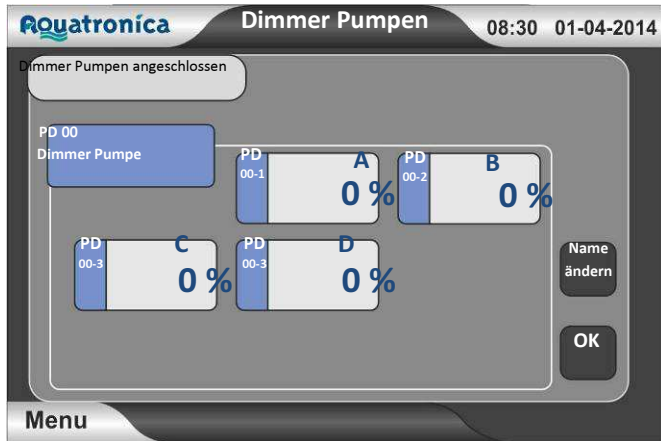 Aquatronica
Dimmer Pumpen
08:30 01-04-2014
Dimmer Pumpen angeschlossen
PD 00
Dimmer Pumpe
PD
00-1
A
0 %
PD
00-2
B
0 %
PD
00-3
C
0 %
PD
00-3
D
0 %
Name
ändern
OK
Menu